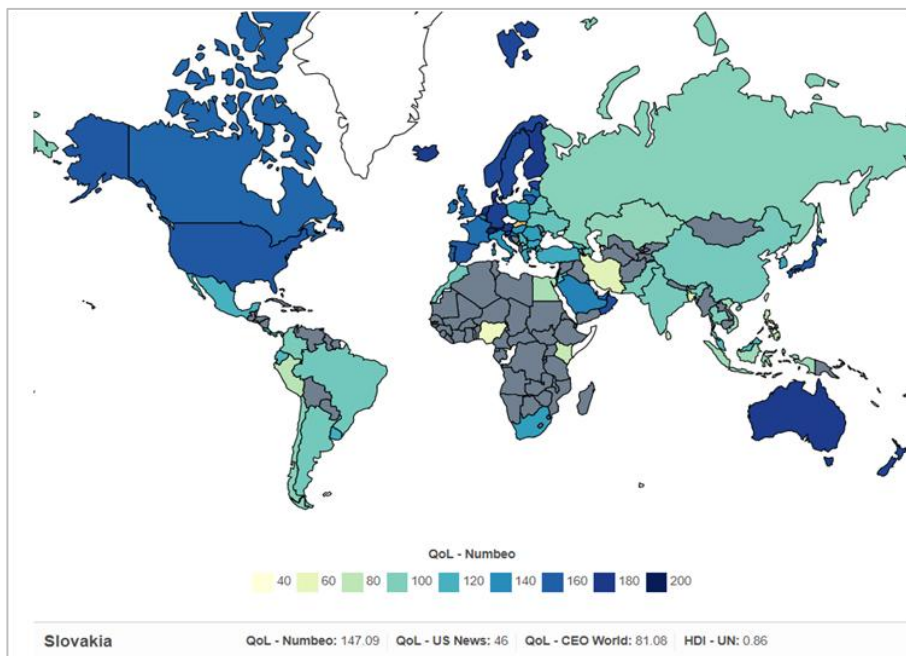 QoL - Numbeo
40 60 80 100 120 140 160 180 200
Slovakia QoL - Numbeo: 147.09 QoL - US News: 46 QoL - CEO World: 81.08 HDI - UN: 0.86